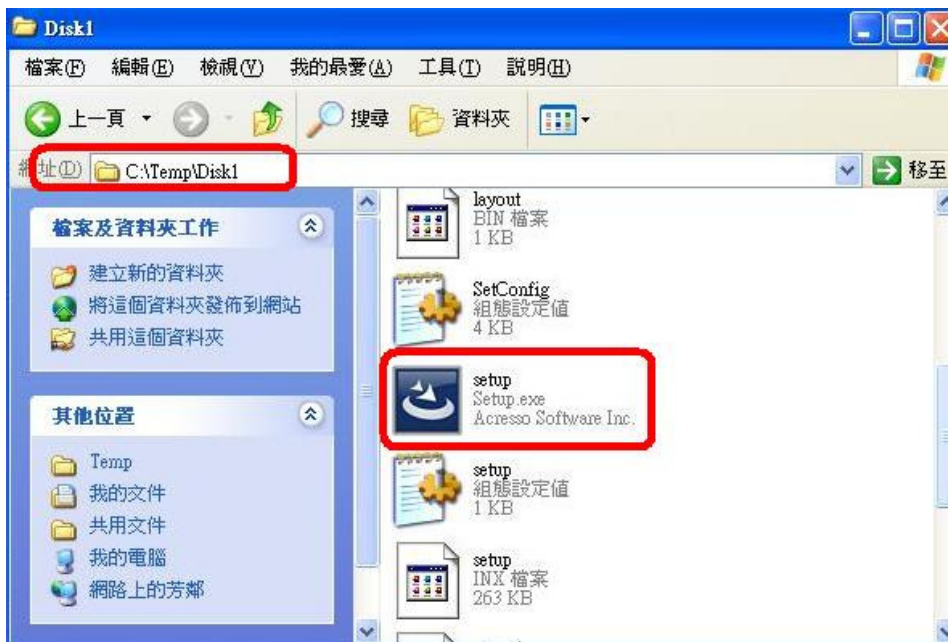 Disk1
檔案(F) 編輯(E) 檢視(V) 我的最愛(A) 工具(T) 說明(H)
上一頁 搜尋 資料夾
網址(D) C:\Temp\Disk1 移至
檔案及資料夾工作
建立新的資料夾
將這個資料夾發佈到網站
共用這個資料夾
其他位置
Temp
我的文件
共用文件
我的電腦
網路上的芳鄰
layout
BIN 檔案
1 KB
SetConfig
組態設定值
4 KB
setup
Setup.exe
Acresso Software Inc.
setup
組態設定值
1 KB
setup
INX 檔案
263 KB